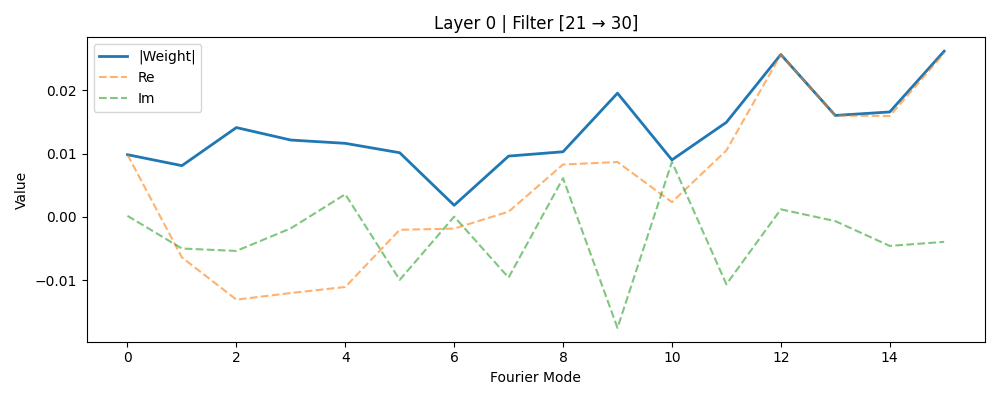 Layer 0 | Filter [21 → 30]
|Weight|
Re
Im
0.02
0.01
0.00
−0.01
Value
0 2 4 6 8 10 12 14
Fourier Mode